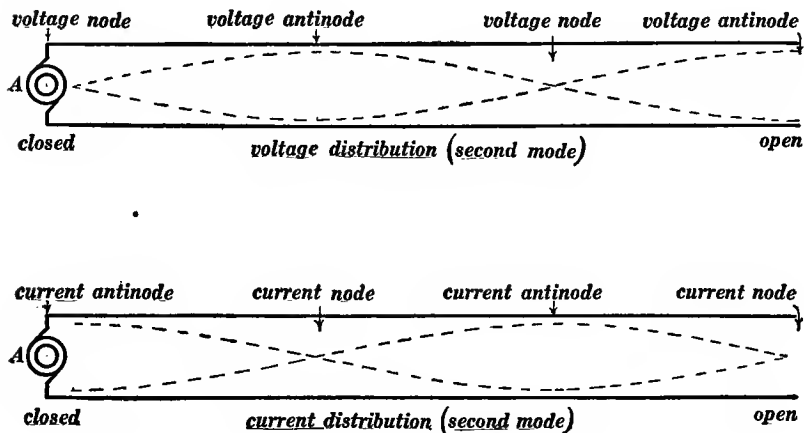 voltage node voltage antinode voltage node voltage antinode
A
closed voltage distribution (second mode) open
current antinode current node current antinode current node
A
closed current distribution (second mode) open